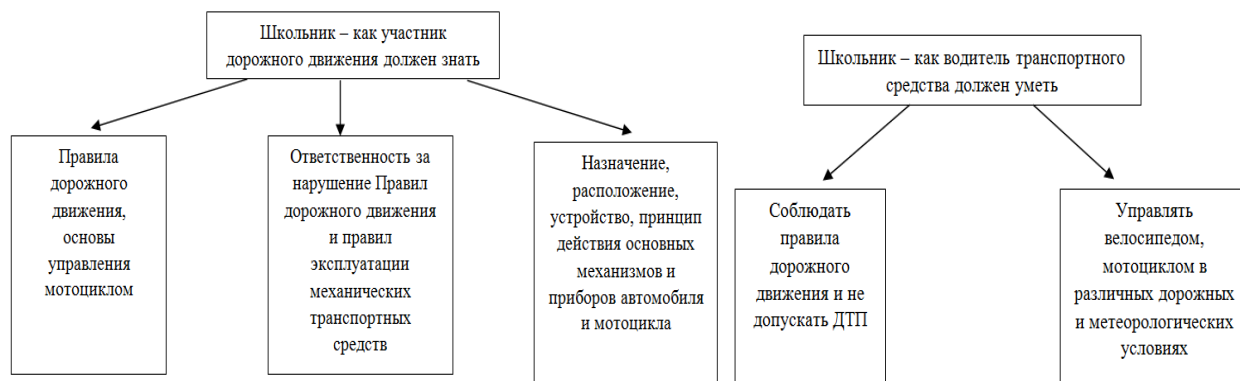 Школьник – как участник
дорожного движения должен знать
Правила
дорожного
движения,
основы
управления
мотоциклом
Ответственность за
нарушение Правил
дорожного движения
и правил
эксплуатации
механических
транспортных
средств
Назначение,
расположение,
устройство, принцип
действия основных
механизмов и
приборов автомобиля
и мотоцикла
Школьник – как водитель транспортного
средства должен уметь
Соблюдать
правила
дорожного
движения и не
допускать ДТП
Управлять
велосипедом,
мотоциклом в
различных дорожных
и метеорологических
условиях